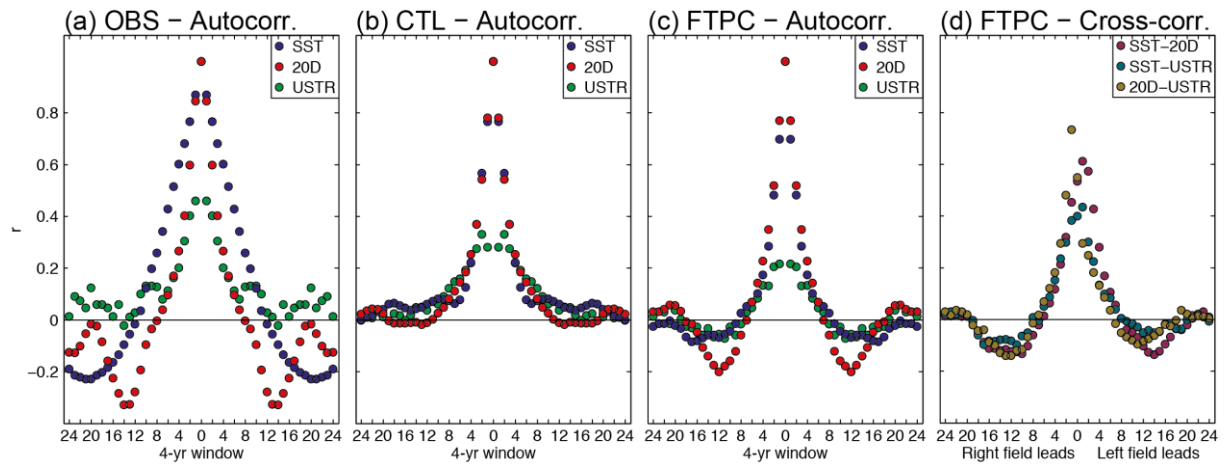 (a) OBS – Autocorr.
(b) CTL – Autocorr.
(c) FTPC – Autocorr.
(d) FTPC – Cross-corr.
SST
20D
USTR
SST
20D
USTR
SST
20D
USTR
SST–20D
SST–USTR
20D–USTR
0.8
0.6
0.4
0.2
0
−0.2
r
24 20 16 12 8 4 0 4 8 12 16 20 24
24 20 16 12 8 4 0 4 8 12 16 20 24
24 20 16 12 8 4 0 4 8 12 16 20 24
24 20 16 12 8 4 0 4 8 12 16 20 24
4-yr window
4-yr window
4-yr window
Right field leads
Left field leads